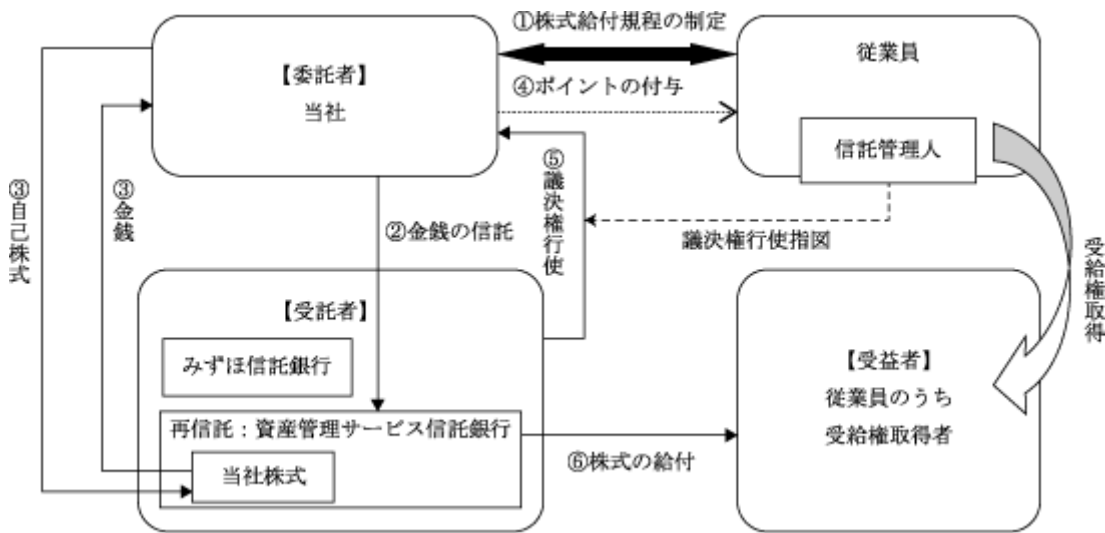 ①株式給付規程の制定
【委託者】
当社
従業員
④ポイントの付与
信託管理人
③自己株式
③金銭
②金銭の信託
⑤議決権行使
議決権行使指図
受給権取得
【受託者】
みずほ信託銀行
再信託：資産管理サービス信託銀行
当社株式
⑥株式の給付
【受益者】
従業員のうち
受給権取得者